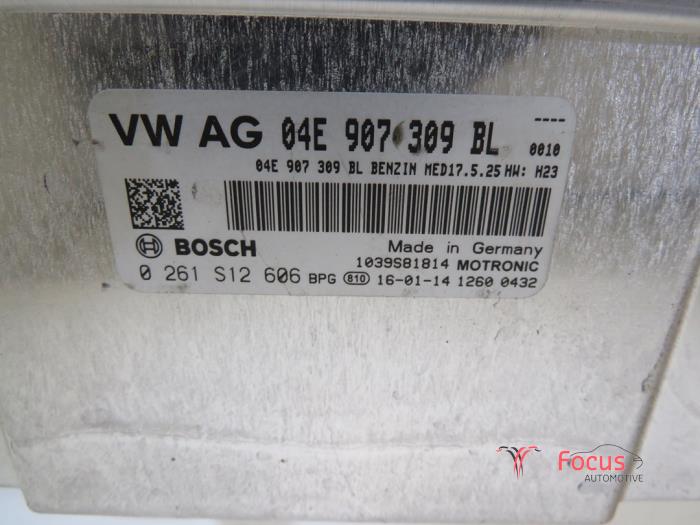 VW AG 04E 907 309 BL ----
0010
04E 907 309 BL BENZIN MED17.5.25 HW: H23
BOSCH
Made in Germany
1039S81814 MOTRONIC
0 261 S12 606 BPG 810 16-01-14 1260 0432
Focus
AUTOMOTIVE